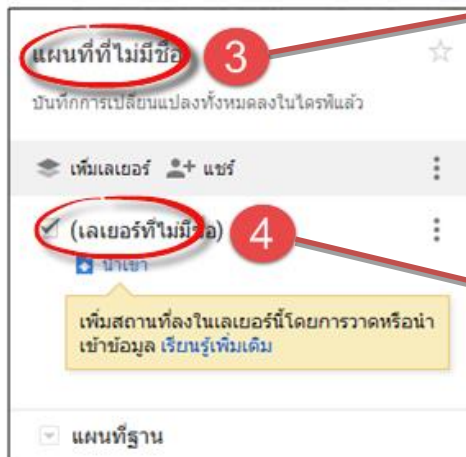 แผนที่ที่ไม่มีชื่อ
3
บันทึกการเปลี่ยนแปลงทั้งหมดลงในไดรฟ์แล้ว
เพิ่มเลเยอร์ แชร์
(เลเยอร์ที่ไม่มีชื่อ)
4
นำเข้า
เพิ่มสถานที่ลงในเลเยอร์นี้โดยการวาดหรือนำ
เข้าข้อมูล เรียนรู้เพิ่มเติม
แผนที่ฐาน